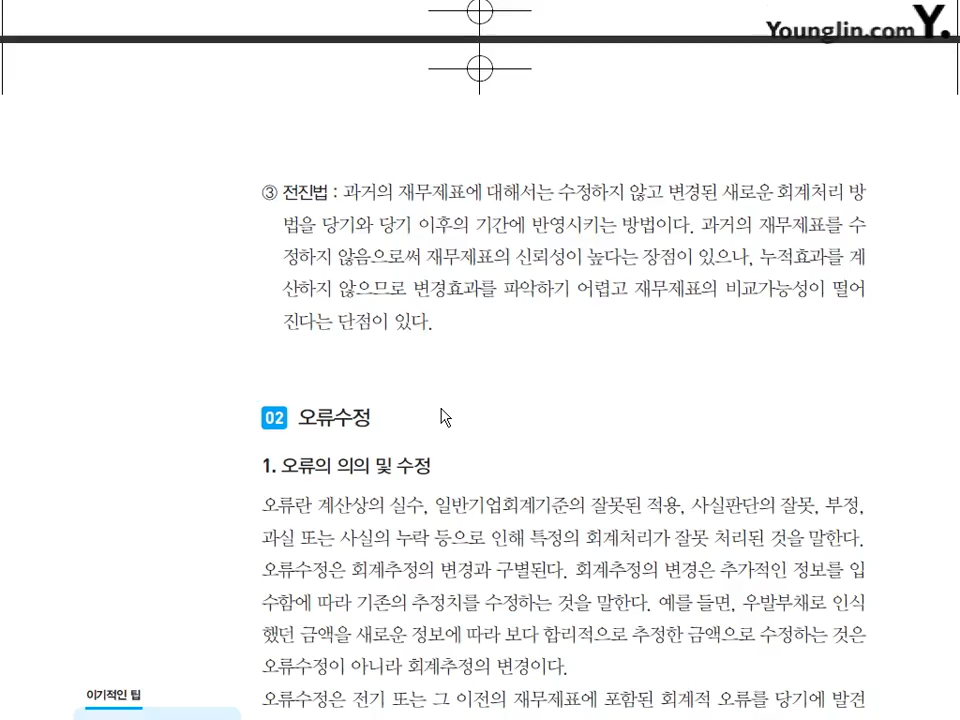 Younglin.com Y.
③ 전진법 : 과거의 재무제표에 대해서는 수정하지 않고 변경된 새로운 회계처리 방
법을 당기와 당기 이후의 기간에 반영시키는 방법이다. 과거의 재무제표를 수
정하지 않음으로써 재무제표의 신뢰성이 높다는 장점이 있으나, 누적효과를 계
산하지 않으므로 변경효과를 파악하기 어렵고 재무제표의 비교가능성이 떨어
진다는 단점이 있다.
02 오류수정
1. 오류의 의의 및 수정
오류란 계산상의 실수, 일반기업회계기준의 잘못된 적용, 사실판단의 잘못, 부정,
과실 또는 사실의 누락 등으로 인해 특정의 회계처리가 잘못 처리된 것을 말한다.
오류수정은 회계추정의 변경과 구별된다. 회계추정의 변경은 추가적인 정보를 입
수함에 따라 기존의 추정치를 수정하는 것을 말한다. 예를 들면, 우발부채로 인식
했던 금액을 새로운 정보에 따라 보다 합리적으로 추정한 금액으로 수정하는 것은
오류수정이 아니라 회계추정의 변경이다.
이기적인 팁
오류수정은 전기 또는 그 이전의 재무제표에 포함된 회계적 오류를 당기에 발견